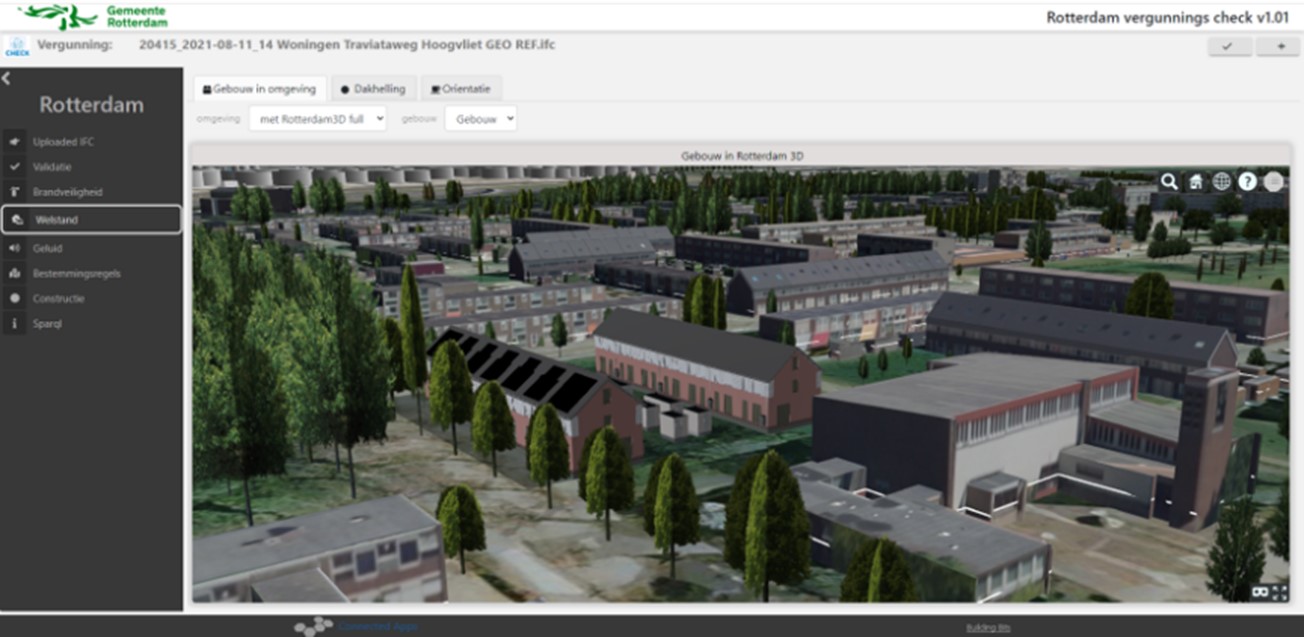 Gemeente
Rotterdam
Rotterdam vergunnings check v1.01
CHECK Vergunning: 20415_2021-08-11_14 Woningen Traviataweg Hoogvliet GEO REF.ifc
Rotterdam
Uploaded IFC
Validatie
Brandveiligheid
Welstand
Geluid
Bestemmingsregels
Constructie
Sparql
Gebouw in omgeving Dakhelling Orientatie
omgeving met Rotterdam3D full gebouw Gebouw
Gebouw in Rotterdam 3D
?
Connected Apps
Building Bits